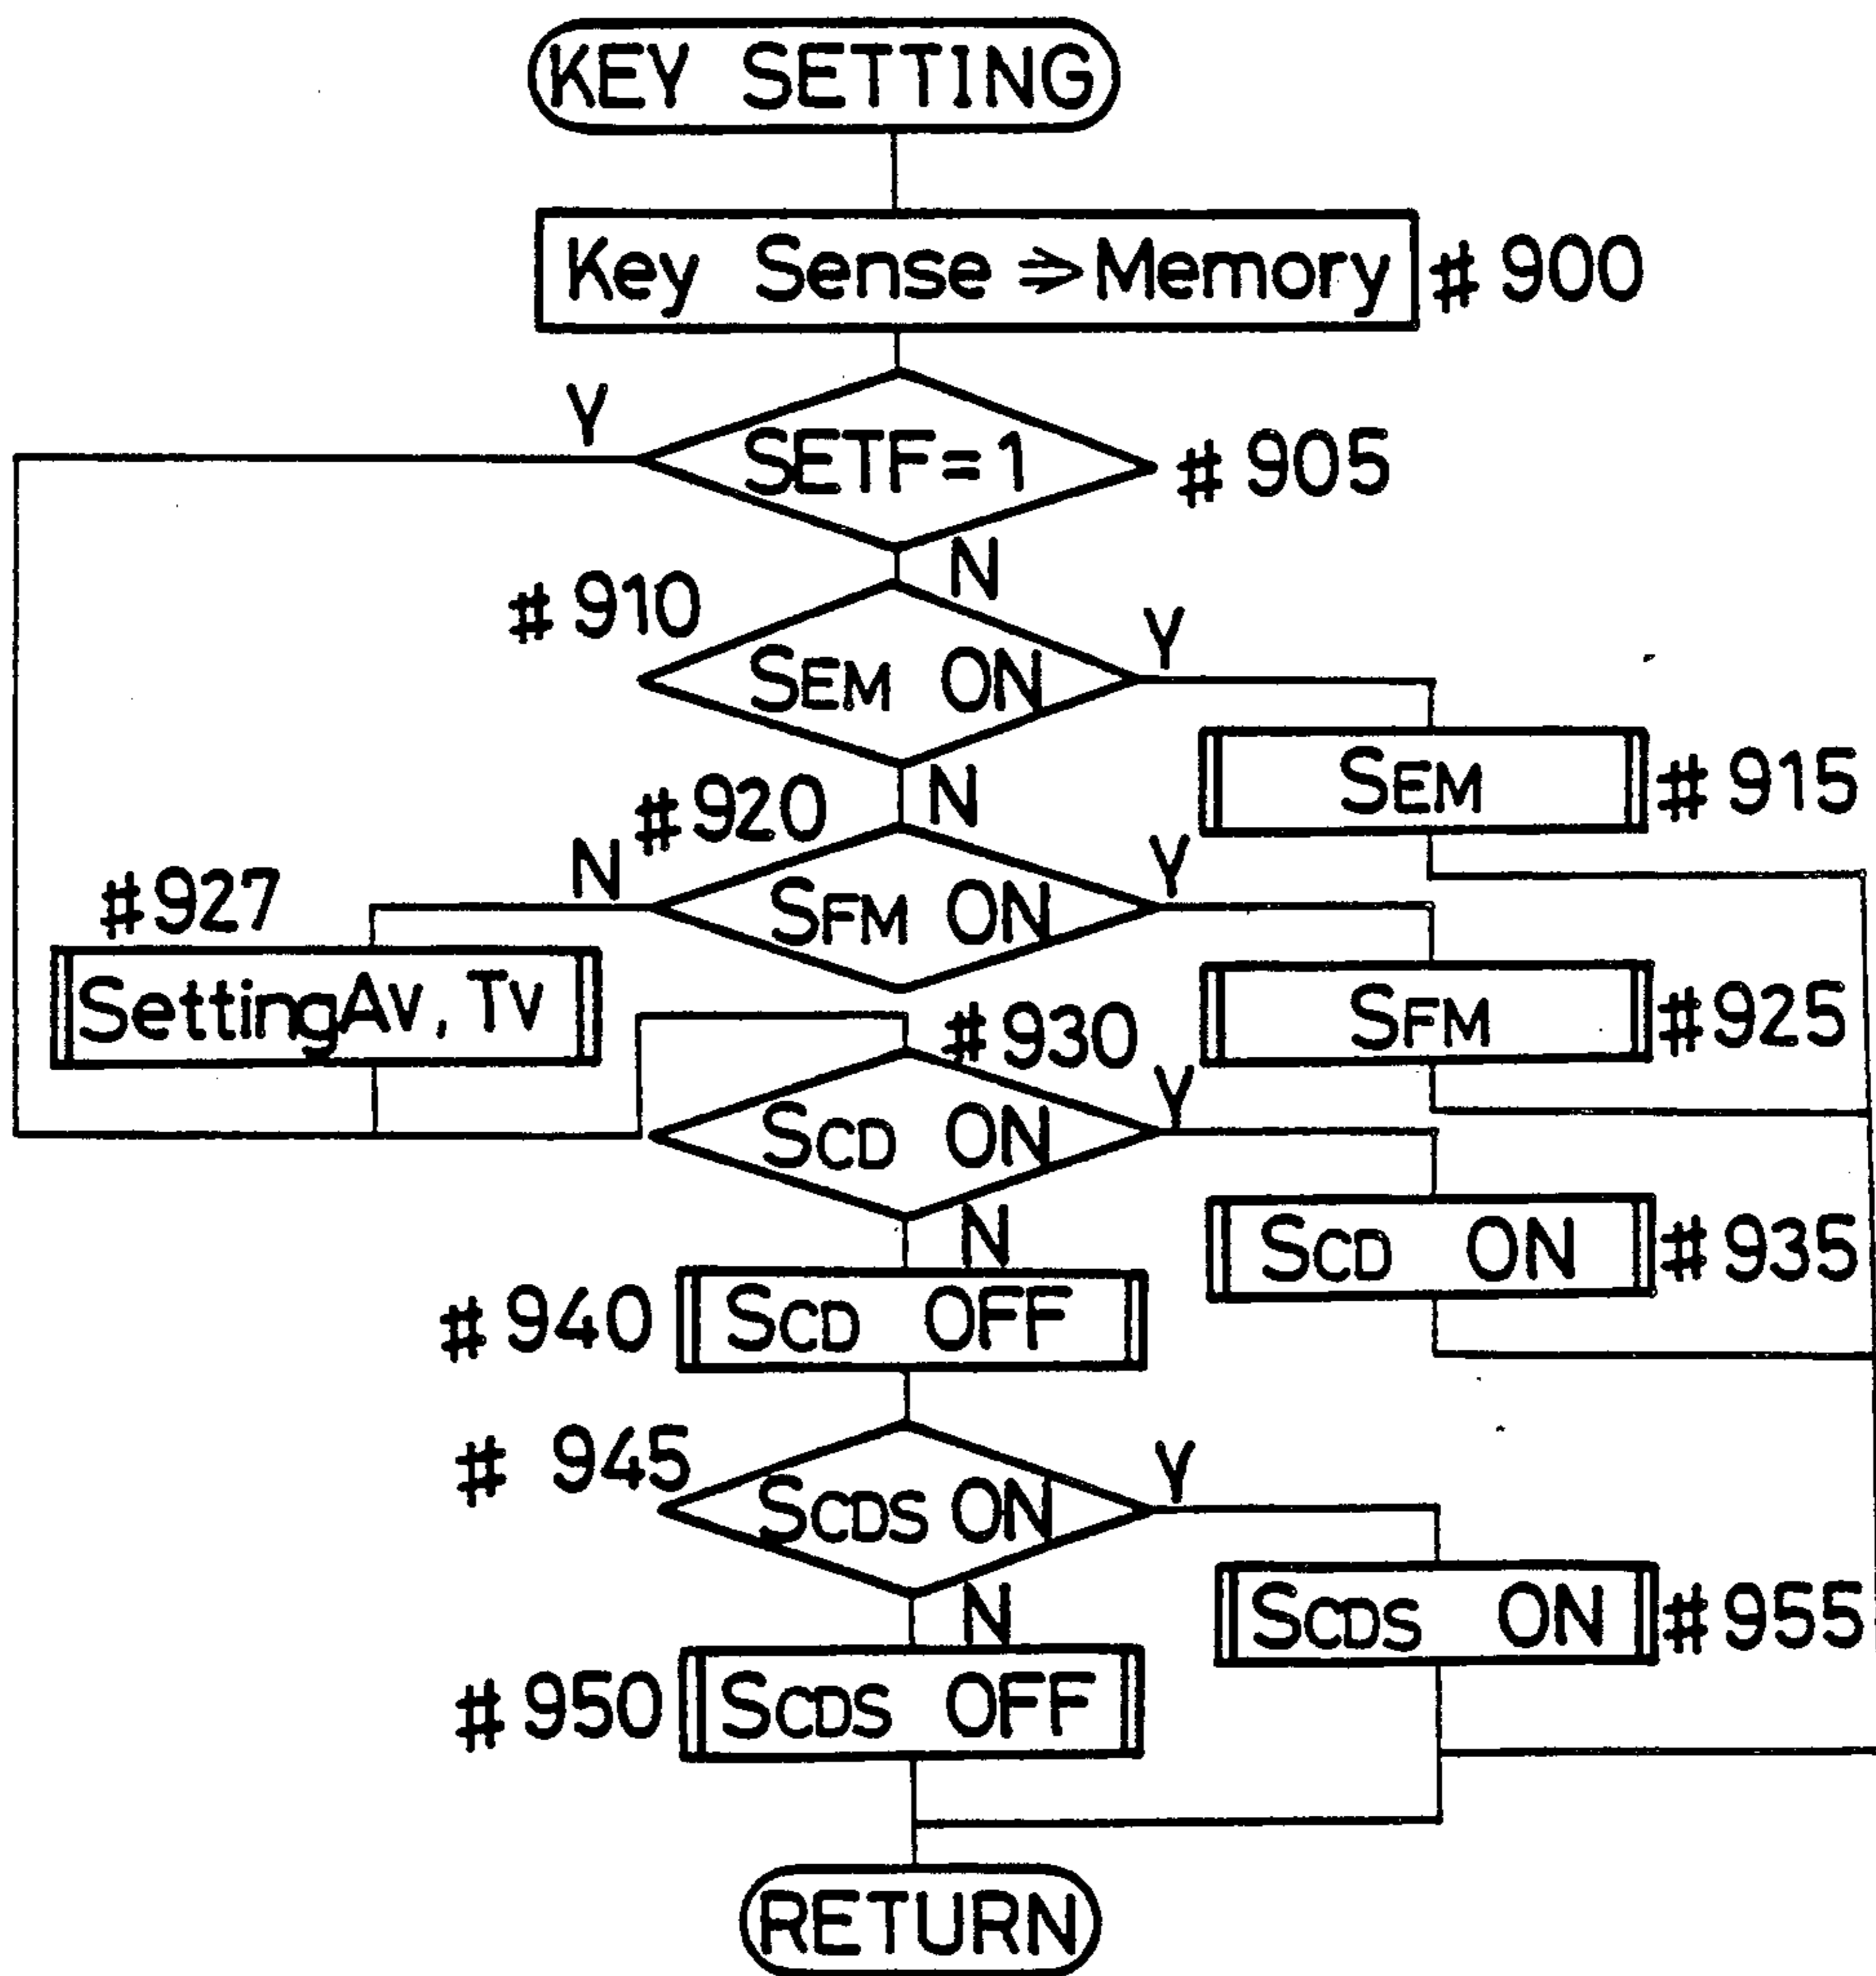 KEY SETTING
Key Sense ⇒ Memory #900
Y
SETF=1 #905
N
#910
SEM ON
Y
SEM #915
N
#920
SFM ON
Y
N
#927
Setting Av, Tv
SFM #925
#930
SCD ON
Y
SCD ON #935
N
#940 SCD OFF
#945
SCDS ON
Y
SCDS ON #955
N
#950 SCDS OFF
RETURN